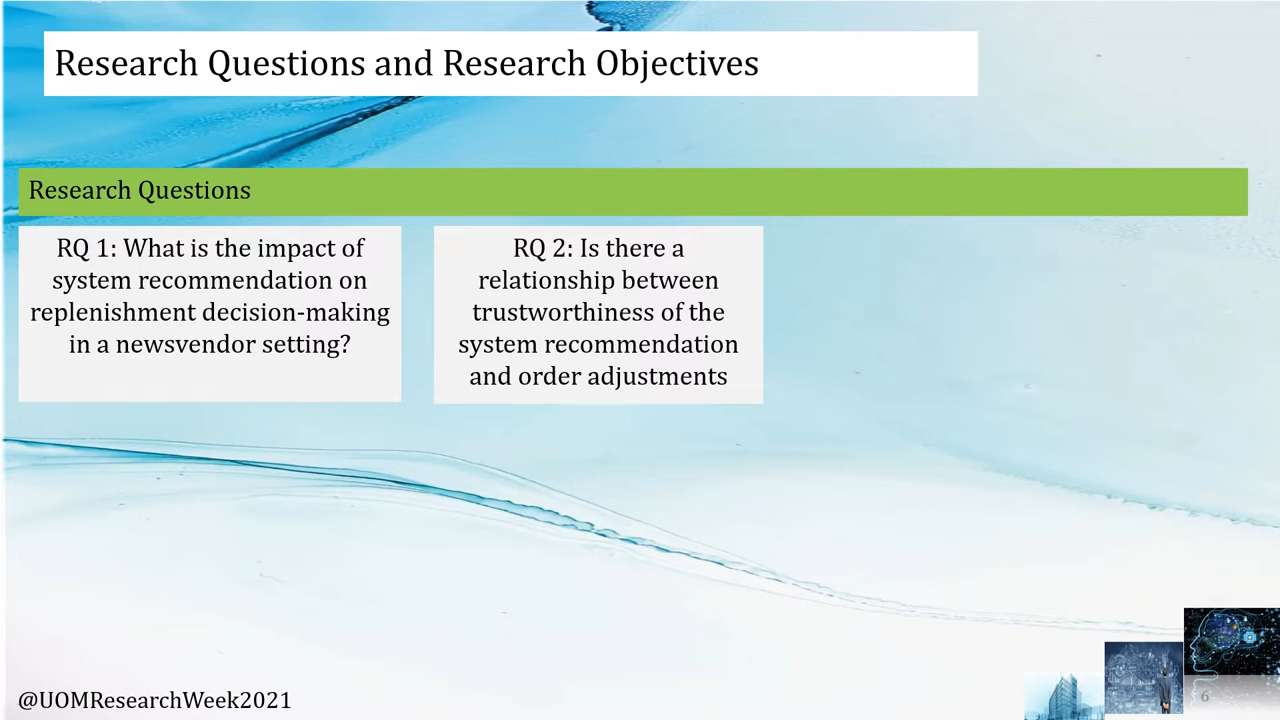 Research Questions and Research Objectives
Research Questions
RQ 1: What is the impact of
system recommendation on
replenishment decision-making
in a newsvendor setting?
RQ 2: Is there a
relationship between
trustworthiness of the
system recommendation
and order adjustments
@UOMResearchWeek2021
6